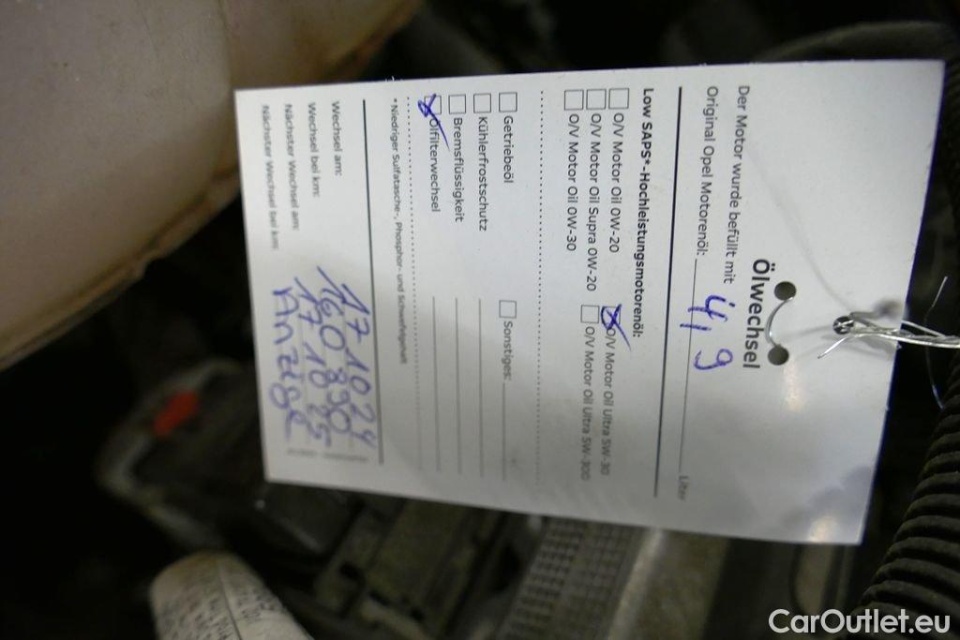 Ölwechsel
Der Motor wurde befüllt mit
Original Opel Motorenöl: 4,9 Liter
Low SAPS*-Hochleistungsmotorenöl:
O/V Motor Oil 0W-20 O/V Motor Oil Ultra 5W-30
O/V Motor Oil Supra 0W-20 O/V Motor Oil Ultra 5W-30D
O/V Motor Oil 0W-30
Getriebeöl Sonstiges:
Kühlerfrostschutz
Bremsflüssigkeit
Ölfilterwechsel
*Niedriger Sulfatasche-, Phosphor- und Schwefelgehalt
Wechsel am: 17 10 24
Wechsel bei km: 160 890
Nächster Wechsel am: 17 10 25
Nächster Wechsel bei km: Anzeige
CarOutlet.eu